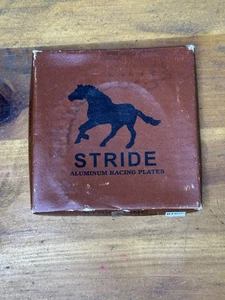 STRIDE
ALUMINUM RACING PLATES